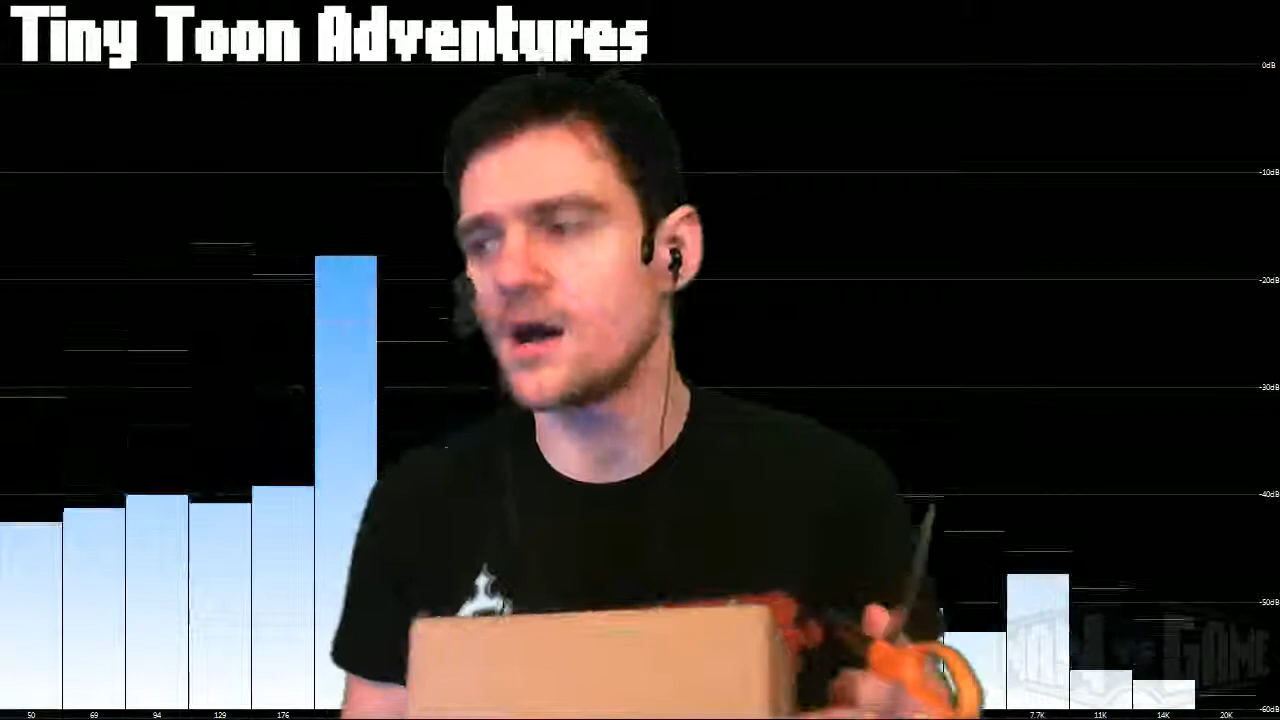 Tiny Toon Adventures
0dB
-10dB
-20dB
-30dB
-40dB
-50dB
-60dB
50 69 94 129 176 7.7K 11K 14K 20K
GAME